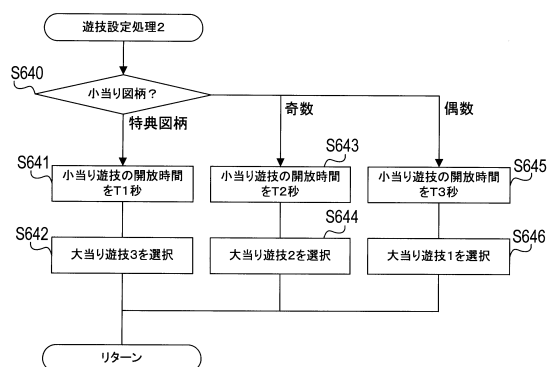 遊技設定処理２
S640
小当り図柄？
特典図柄
奇数
偶数
S641
小当り遊技の開放時間
をT1秒
S643
小当り遊技の開放時間
をT2秒
S645
小当り遊技の開放時間
をT3秒
S642
大当り遊技3を選択
S644
大当り遊技2を選択
S646
大当り遊技1を選択
リターン